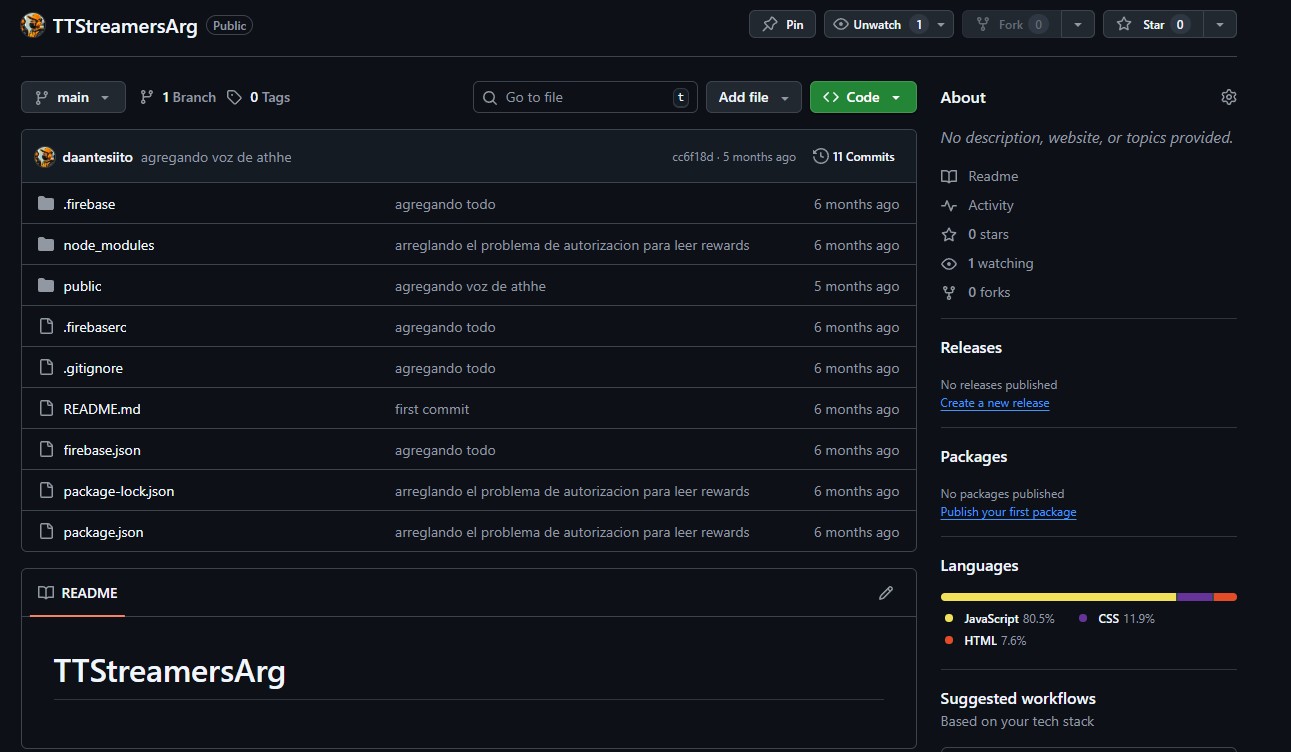 TTStreamersArg Public Pin Unwatch 1 Fork 0 Star 0
main 1 Branch 0 Tags Go to file t Add file Code
daantesiito agregando voz de athhe cc6f18d · 5 months ago 11 Commits
.firebase agregando todo 6 months ago
node_modules arreglando el problema de autorizacion para leer rewards 6 months ago
public agregando voz de athhe 5 months ago
.firebaserc agregando todo 6 months ago
.gitignore agregando todo 6 months ago
README.md first commit 6 months ago
firebase.json agregando todo 6 months ago
package-lock.json arreglando el problema de autorizacion para leer rewards 6 months ago
package.json arreglando el problema de autorizacion para leer rewards 6 months ago
README
TTStreamersArg
About
No description, website, or topics provided.
Readme
Activity
0 stars
1 watching
0 forks
Releases
No releases published
Create a new release
Packages
No packages published
Publish your first package
Languages
JavaScript 80.5% CSS 11.9%
HTML 7.6%
Suggested workflows
Based on your tech stack